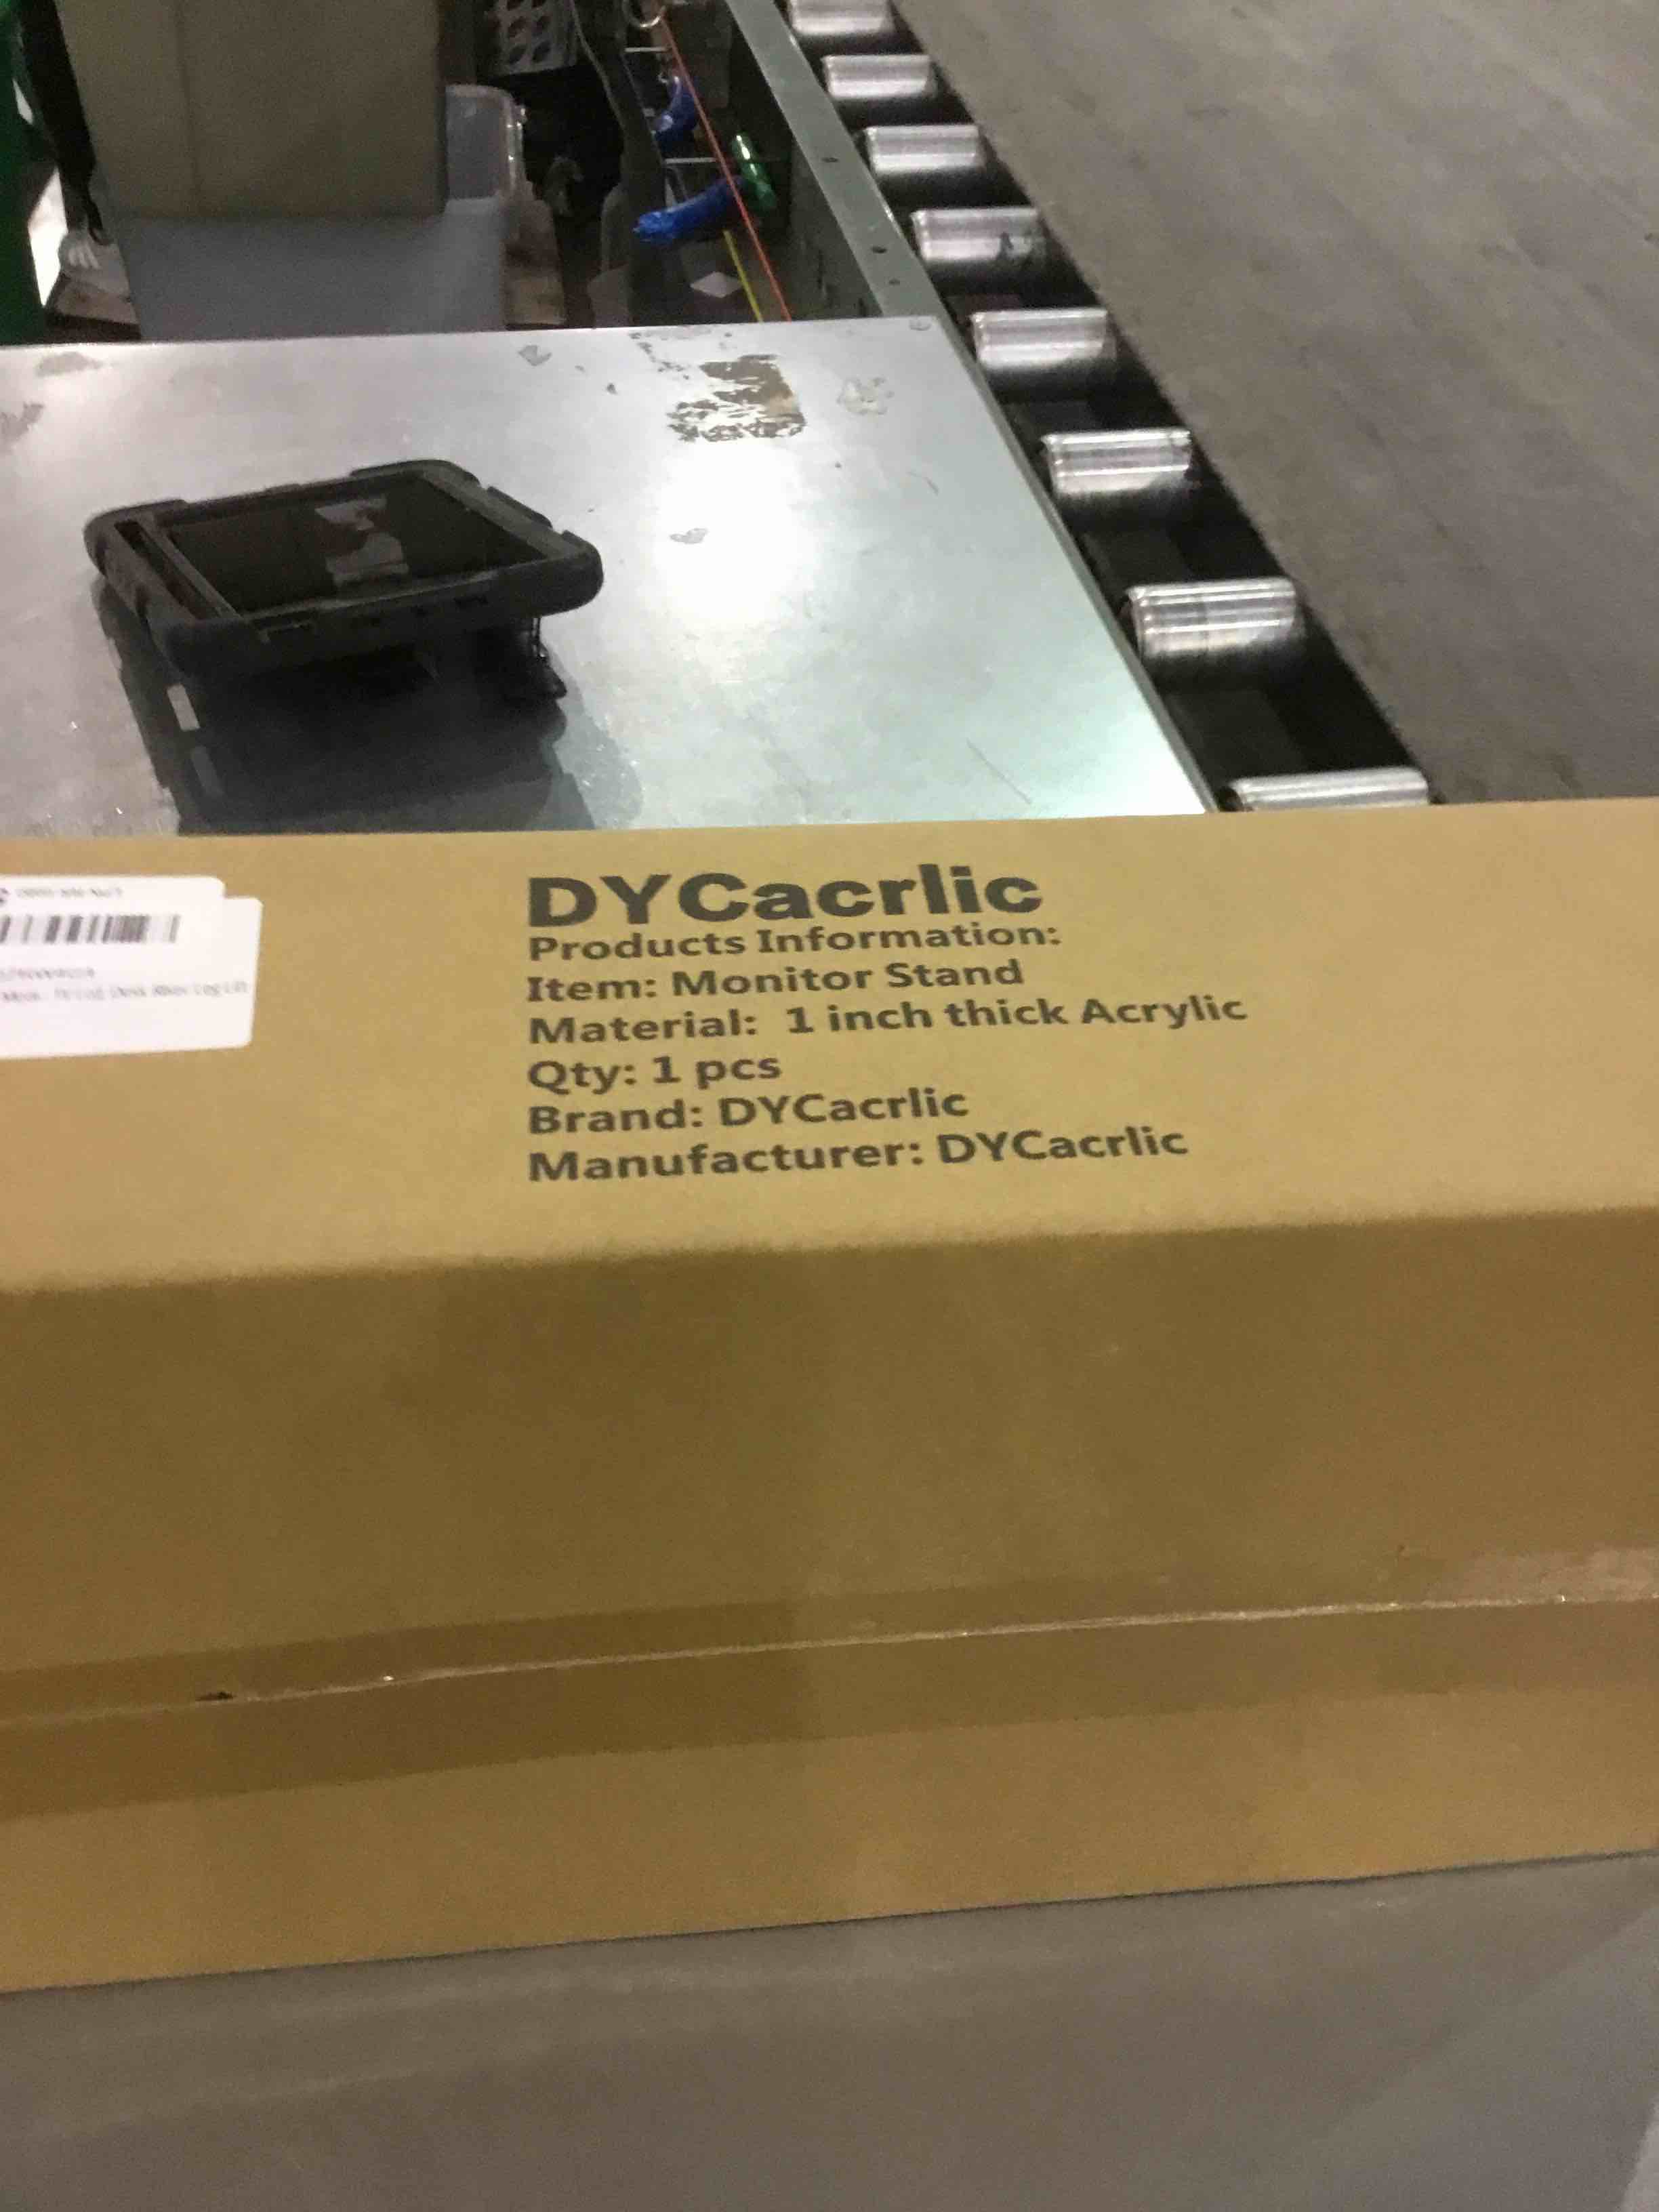 DYCacrlic
Products Information:
Item: Monitor Stand
Material: 1 inch thick Acrylic
Qty: 1 pcs
Brand: DYCacrlic
Manufacturer: DYCacrlic